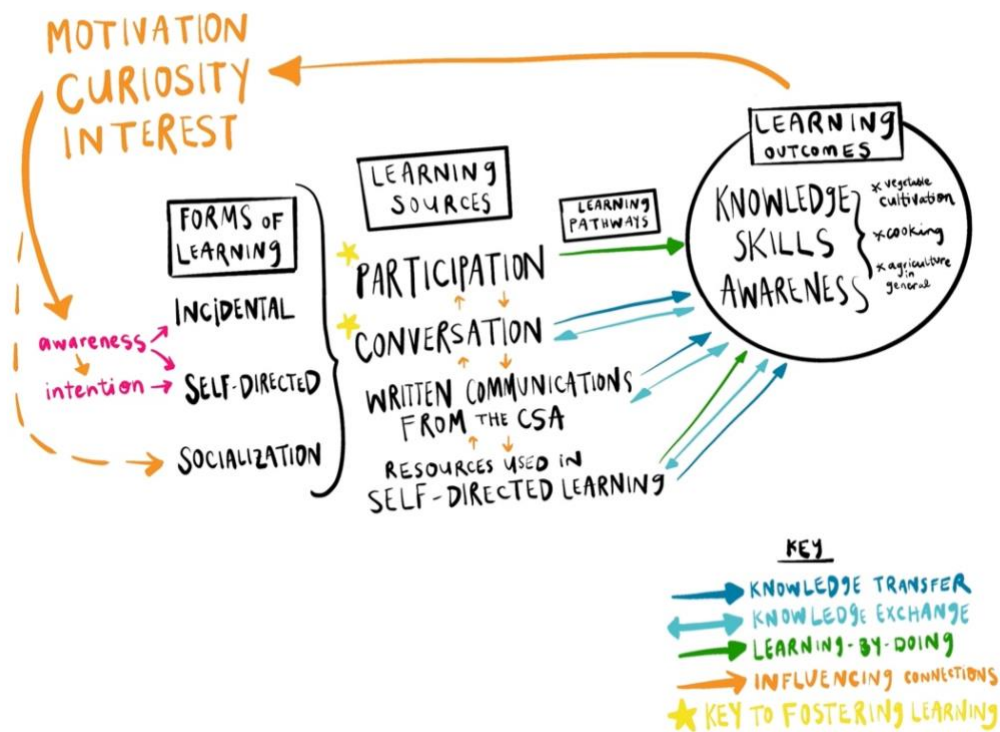 MOTIVATION
CURIOSITY
INTEREST
FORMS OF
LEARNING
INCIDENTAL
awareness
intention
SELF-DIRECTED
SOCIALIZATION
LEARNING
SOURCES
PARTICIPATION
CONVERSATION
WRITTEN COMMUNICATIONS
FROM THE CSA
RESOURCES USED IN
SELF-DIRECTED LEARNING
LEARNING
PATHWAYS
LEARNING
OUTCOMES
KNOWLEDGE
SKILLS
AWARENESS
* vegetable
cultivation
* cooking
* agriculture
in
general
KEY
KNOWLEDGE TRANSFER
KNOWLEDGE EXCHANGE
LEARNING-BY-DOING
INFLUENCING CONNECTIONS
KEY TO FOSTERING LEARNING